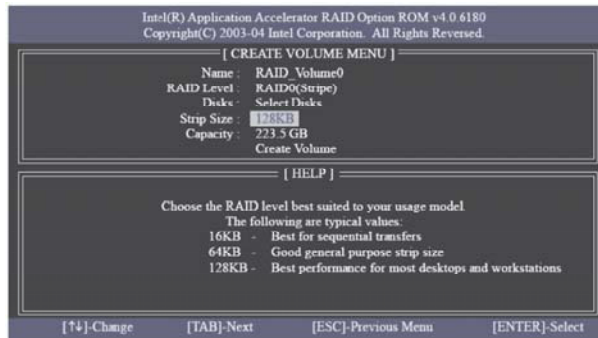 Intel(R) Application Accelerator RAID Option ROM v4.0.6180
Copyright(C) 2003-04 Intel Corporation. All Rights Reversed.
[ CREATE VOLUME MENU ]
Name : RAID_Volume0
RAID Level : RAID0(Stripe)
Disks : Select Disks
Strip Size : 128KB
Capacity : 223.5 GB
Create Volume
[ HELP ]
Choose the RAID level best suited to your usage model.
The following are typical values:
16KB - Best for sequential transfers
64KB - Good general purpose strip size
128KB - Best performance for most desktops and workstations
[↑↓]-Change [TAB]-Next [ESC]-Previous Menu [ENTER]-Select